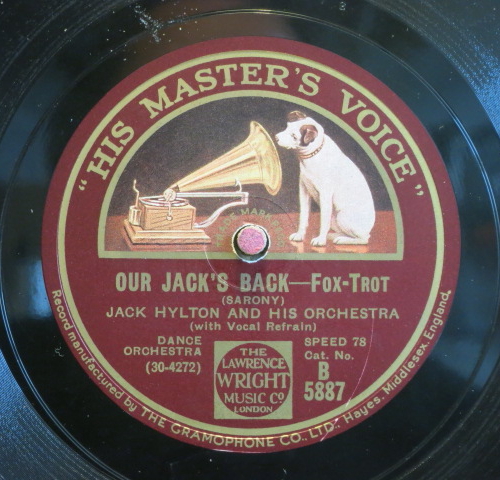 "HIS MASTER'S VOICE"
TRADE MARK
OUR JACK'S BACK—FOX-TROT
(SARONY)
JACK HYLTON AND HIS ORCHESTRA
(with Vocal Refrain)
DANCE
ORCHESTRA
(30-4272)
THE
LAWRENCE
WRIGHT
MUSIC Co
LONDON
SPEED 78
Cat. No.
B
5887
Record manufactured by THE GRAMOPHONE CO., LTD., Hayes, Middlesex, England.